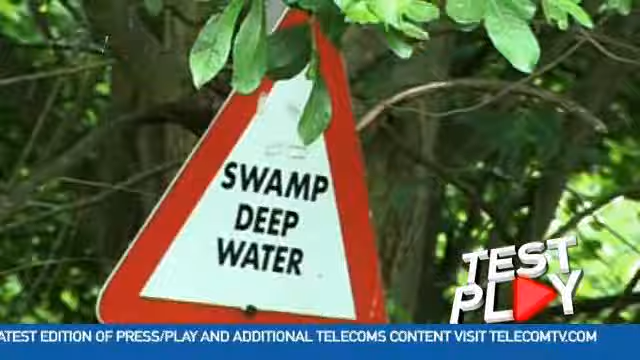 SWAMP
DEEP
WATER
TEST
PLAY
ATEST EDITION OF PRESS/PLAY AND ADDITIONAL TELECOMS CONTENT VISIT TELECOMTV.COM